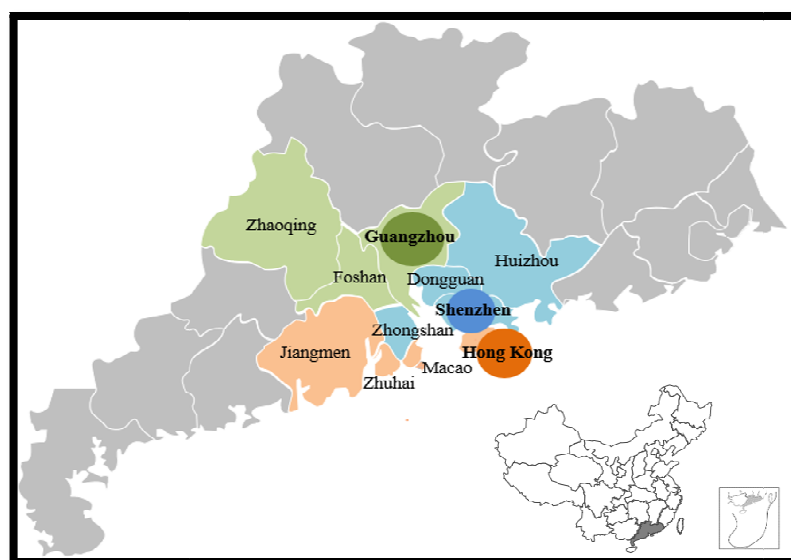 Zhaoqing
Guangzhou
Huizhou
Foshan
Dongguan
Shenzhen
Zhongshan
Jiangmen
Hong Kong
Macao
Zhuhai